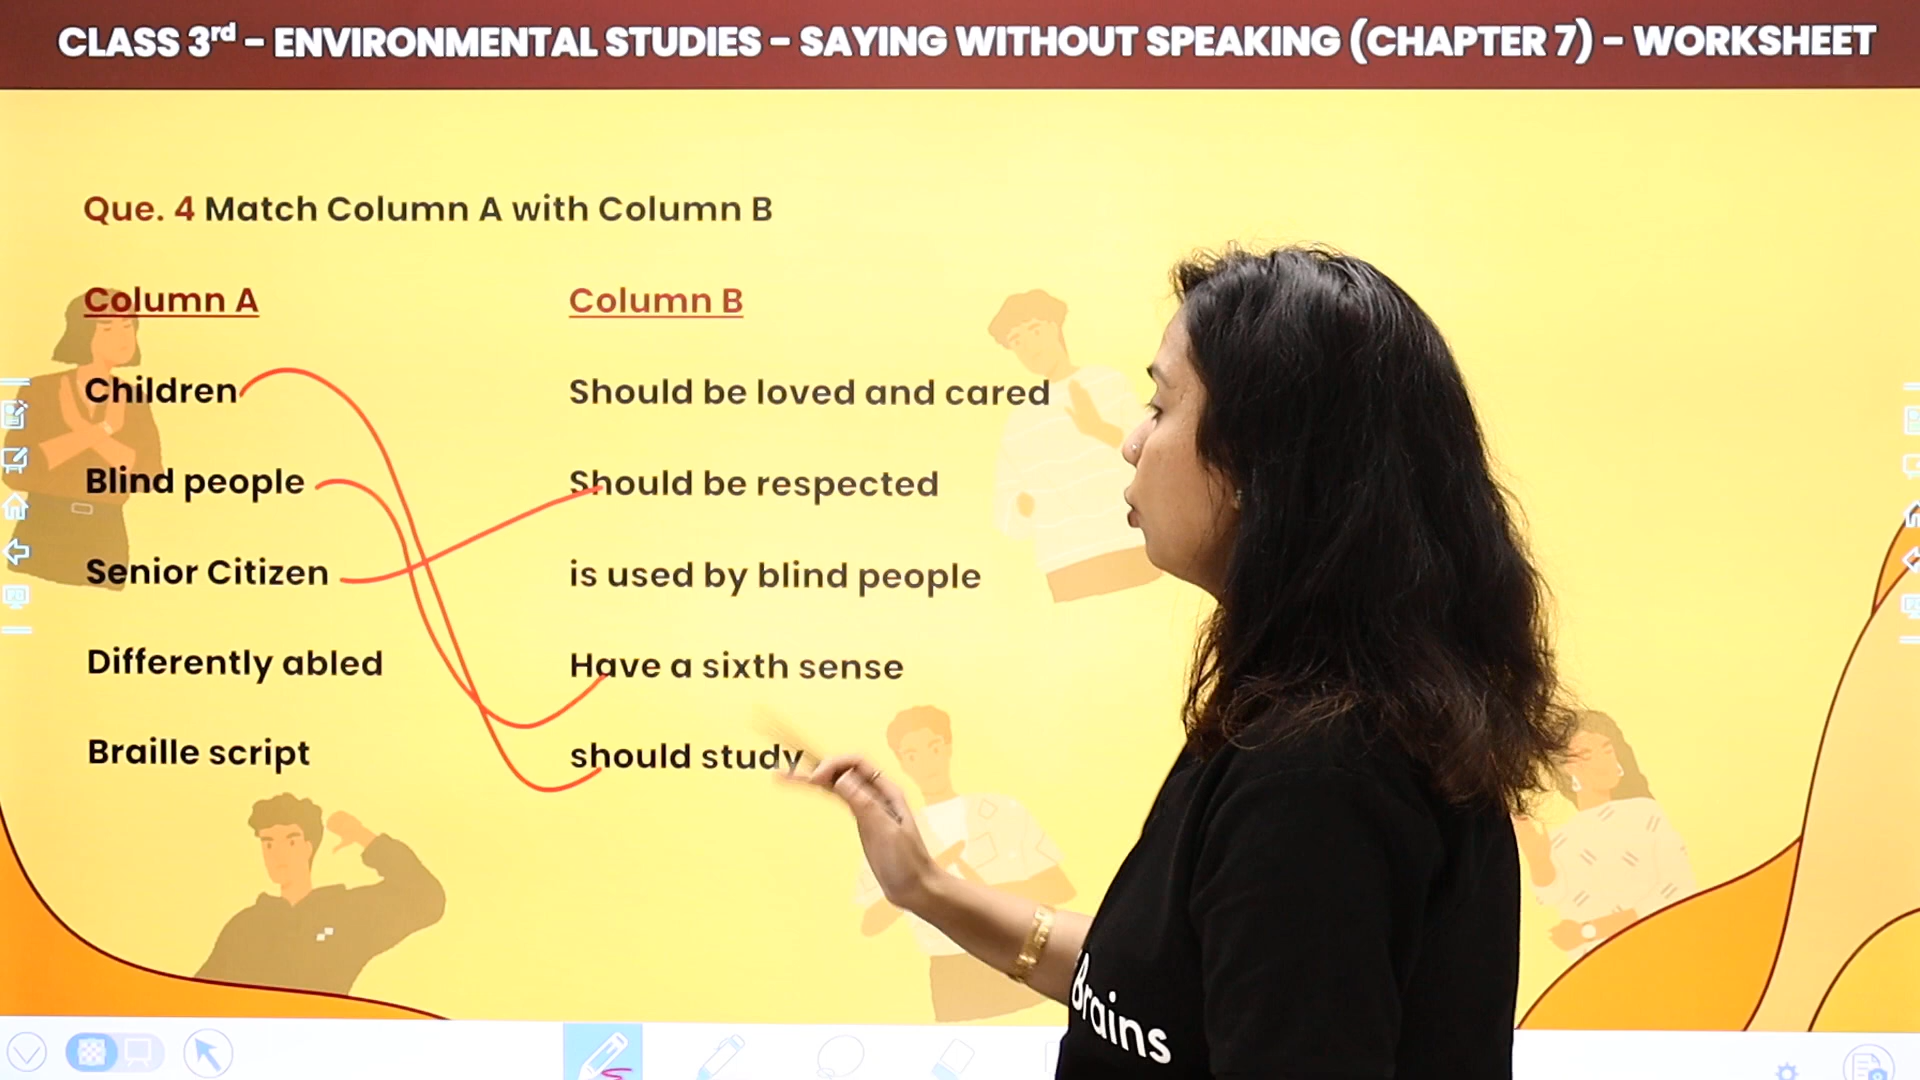 CLASS 3rd - ENVIRONMENTAL STUDIES - SAYING WITHOUT SPEAKING (CHAPTER 7) - WORKSHEET
Que. 4 Match Column A with Column B
Column A Column B
Children Should be loved and cared
Blind people Should be respected
Senior Citizen is used by blind people
Differently abled Have a sixth sense
Braille script should study
Brains